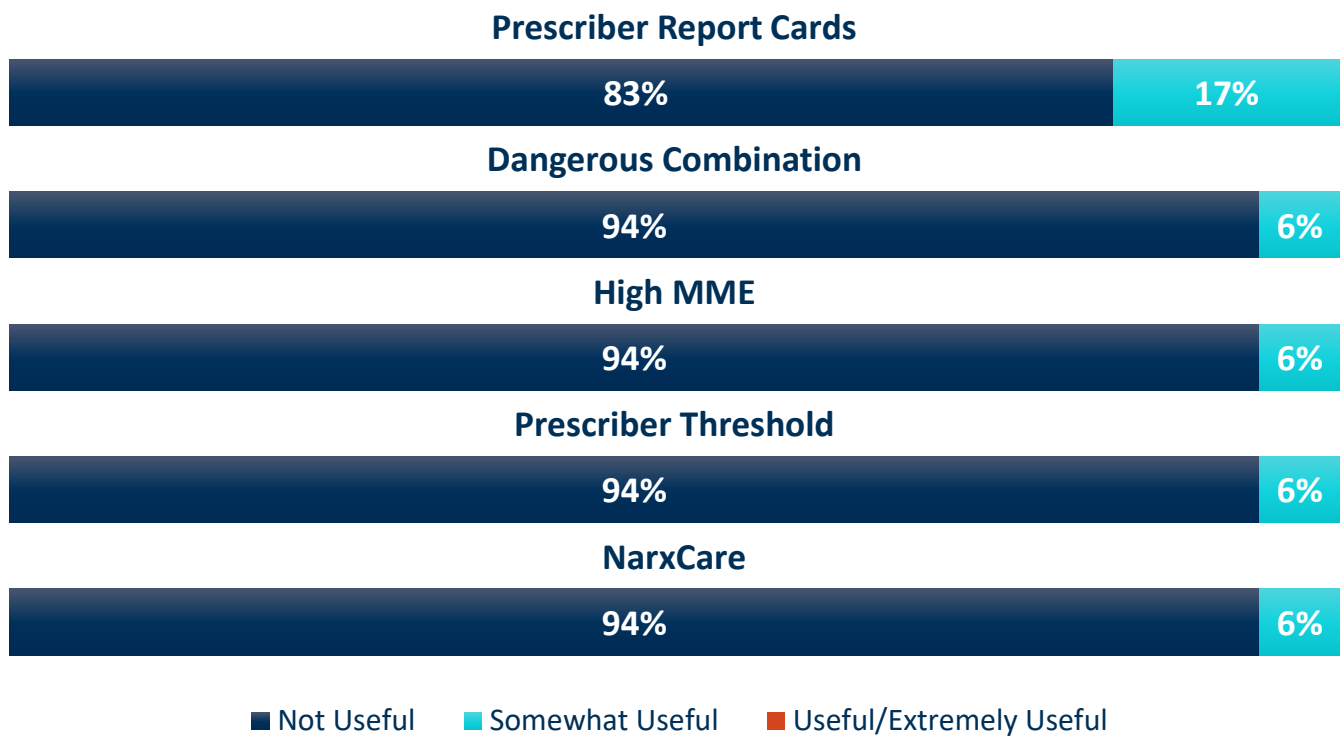 Prescriber Report Cards
83% 17%
Dangerous Combination
94% 6%
High MME
94% 6%
Prescriber Threshold
94% 6%
NarxCare
94% 6%
Not Useful Somewhat Useful Useful/Extremely Useful